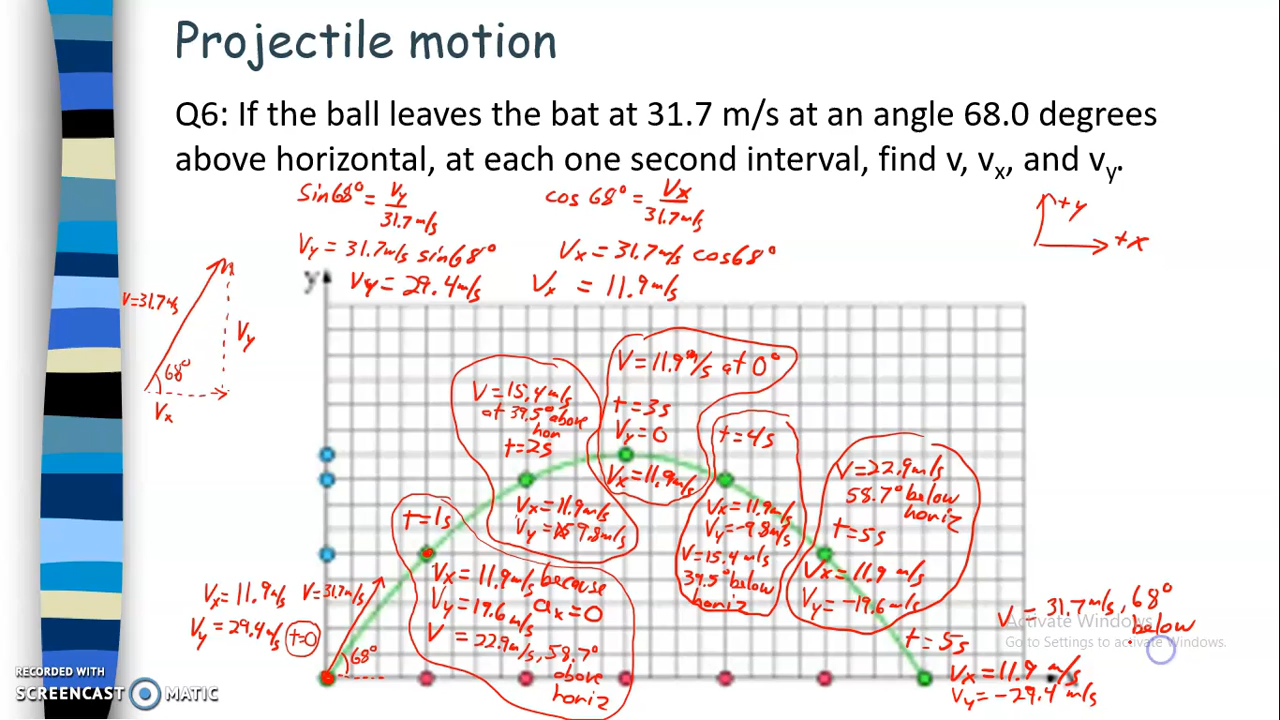 Projectile motion
Q6: If the ball leaves the bat at 31.7 m/s at an angle 68.0 degrees
above horizontal, at each one second interval, find v, vx, and vy.
sin68° = Vy/31.7m/s
cos 68° = Vx/31.7m/s
Vy = 31.7m/s sin68°
Vx = 31.7m/s cos68°
Vy = 29.4m/s
Vx = 11.9m/s
+y
+x
V=31.7m/s
Vy
68°
Vx
y
V=11.9m/s at 0°
t=3s
Vy=0
Vx=11.9m/s
V=15.4m/s
at 39.5° above
hon
t=2s
Vx=11.9m/s
Vy=9.8m/s
t=4s
Vx=11.9m/s
Vy=-9.8m/s
V=15.4m/s
39.5° below
horiz
V=22.9m/s
58.7° below
horiz
t=5s
Vx=11.9m/s
Vy=-19.6m/s
t=1s
Vx=11.9m/s because
Vy=19.6m/s ax=0
V=22.9m/s, 58.7°
above
horiz
Vx=11.9m/s
V=31.7m/s
Vy=29.4m/s
t=0
68°
V=31.7m/s, 68°
below
t=5s
Vx=11.9 m/s
Vy=-29.4 m/s
Activate Windows
Go to Settings to activate Windows.
RECORDED WITH
SCREENCAST MATIC